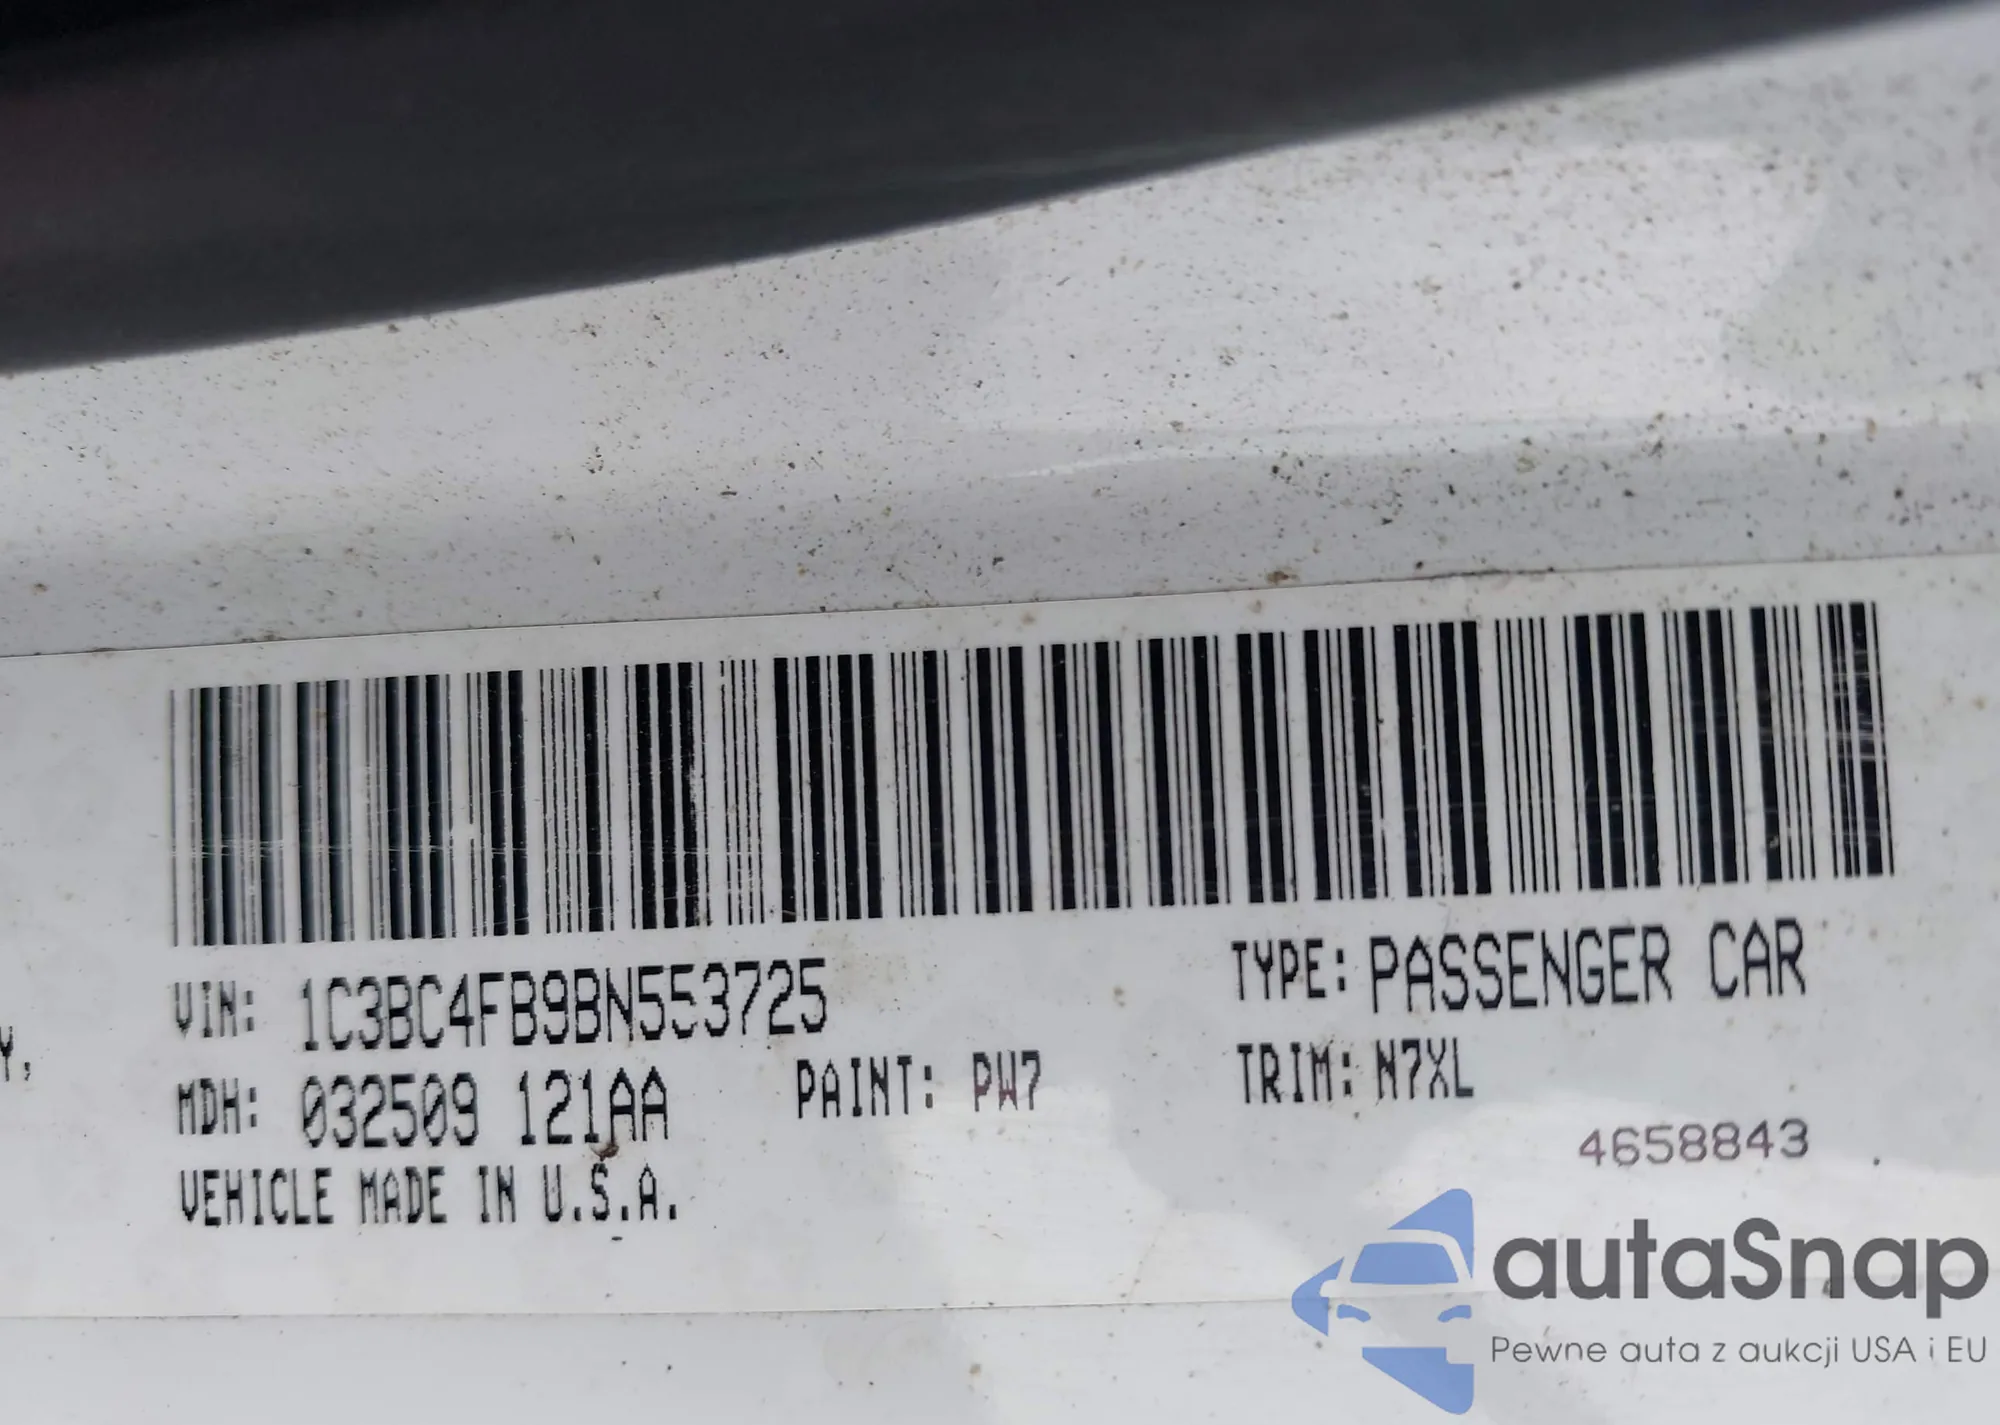 VIN: 1C3BC4FB9BN553725
TYPE: PASSENGER CAR
Y,
MDH: 032509 121AA
PAINT: PW7
TRIM: N7XL
4658843
VEHICLE MADE IN U.S.A.
autaSnap
Pewne auta z aukcji USA i EU